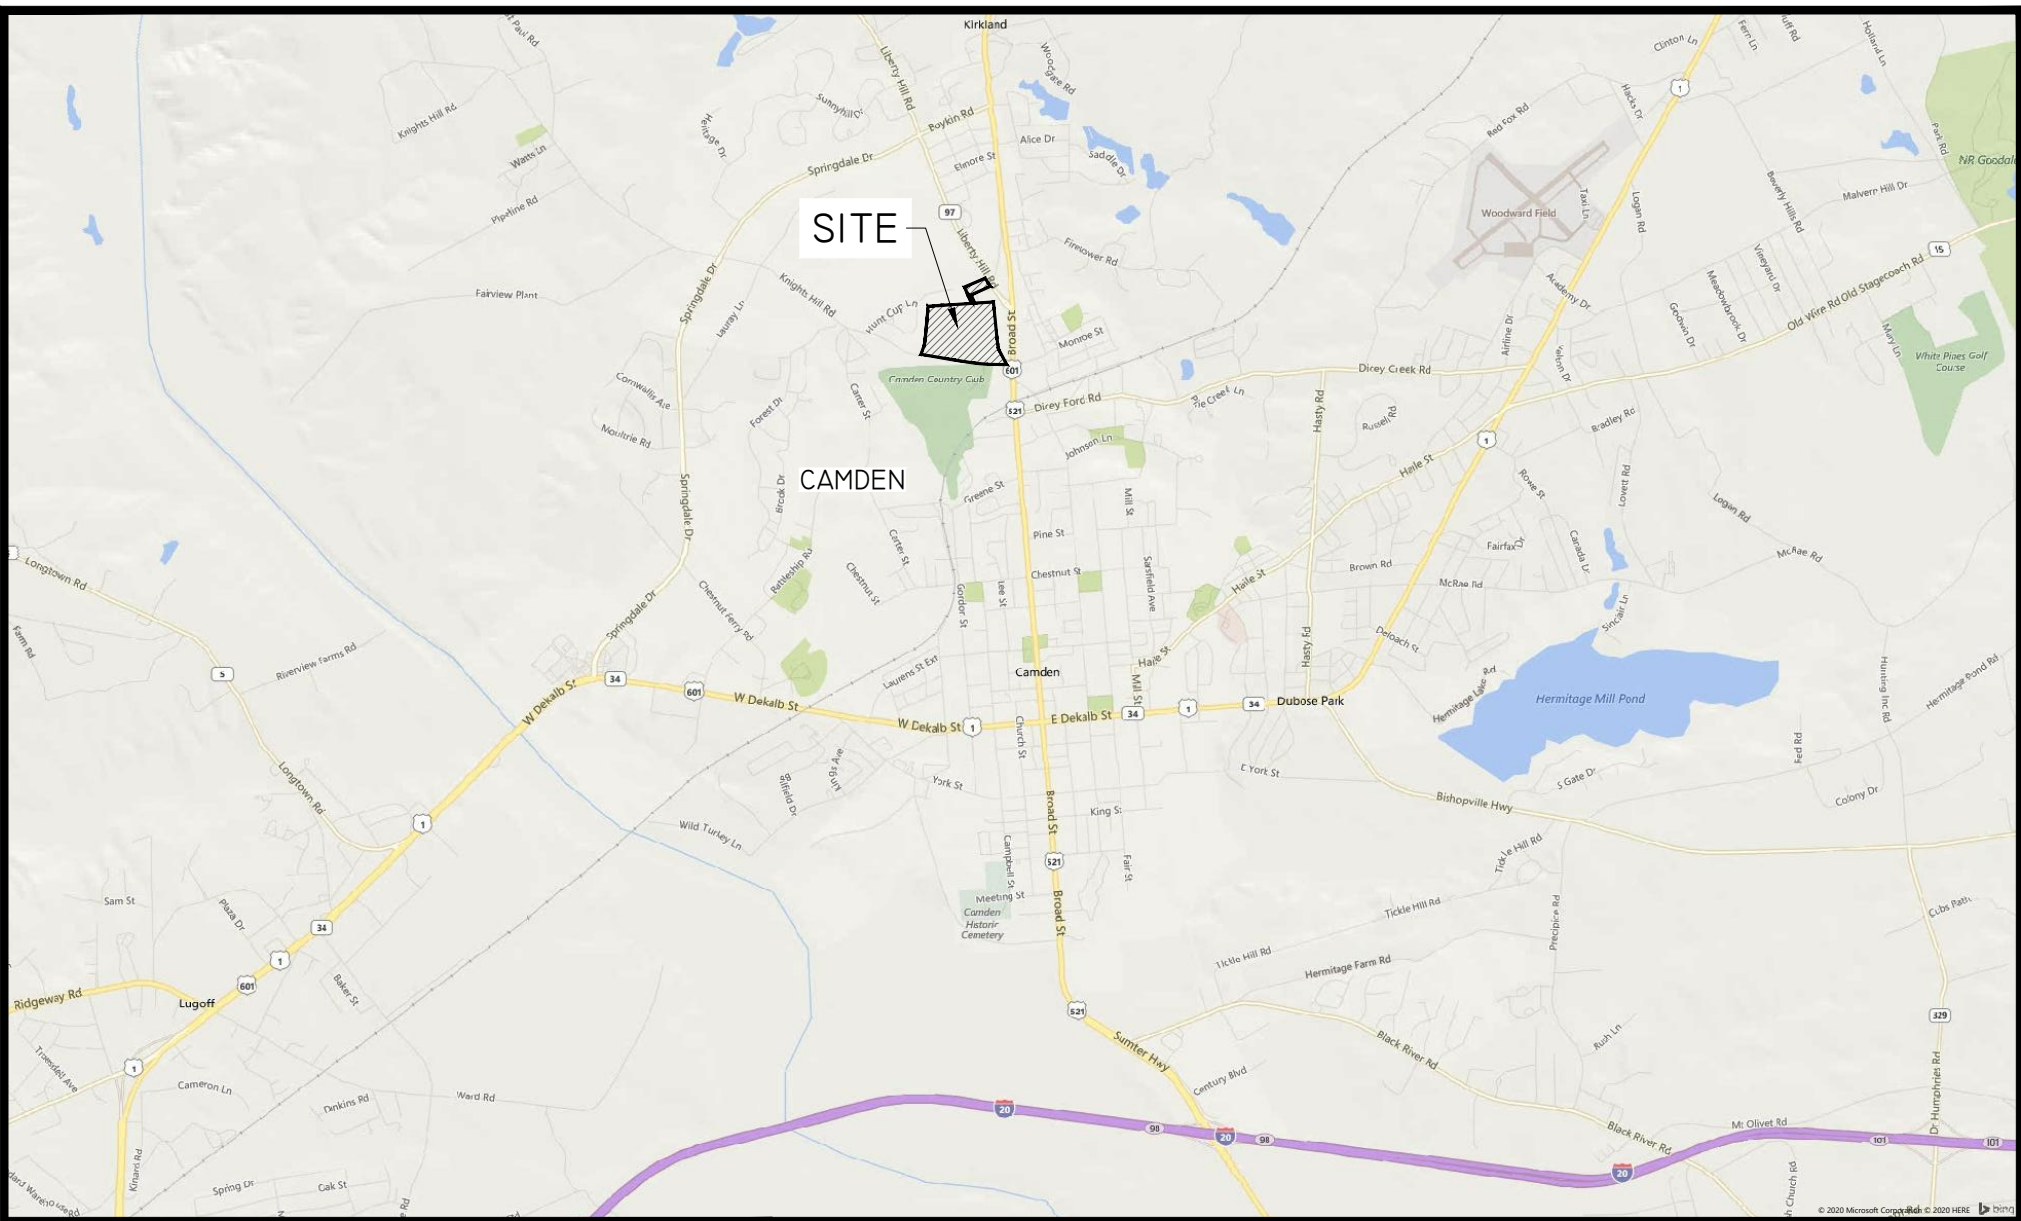 Kirkland
Paul Rd
Liberty Hill Rd
Woodgate Rd
Clinton Ln
Fern Ln
Holland Ln
1
Knights Hill Rd
Sunnyhill Dr
Boykin Rd
Heritage Dr
Alice Dr
Red Fox Rd
Hacks Dr
Park Rd
Watts Ln
Springdale Dr
Elmore St
Saddle Dr
NR Goodale
Beverly Hills Rd
Malvern Hill Dr
Pipeline Rd
97
SITE
Woodward Field
Taxi Ln
Logan Rd
Liberty Hill Rd
15
Springdale Dr
Knights Hill Rd
Academy Dr
Meadowbrook Dr
Vineyard Dr
Old Stagecoach Rd
Fairview Plant
Lauray Ln
Hunt Cup Ln
Broad St
Monroe St
Airline Dr
Goodwin Dr
Old Wire Rd
Mary Ln
White Pines Golf
Course
Camden Country Club
601
Dicey Creek Rd
Cornwallis Ave
Forest Dr
Carter St
521
Dicey Ford Rd
Hasty Rd
Russell Rd
Bradley Rd
Moultrie Rd
Johnson Ln
1
Haile St
CAMDEN
Springdale Dr
Brook Dr
Greene St
Mill St
Rowe St
Lovett Rd
Logan Rd
Pine St
Carter St
Fairfax Dr
Canada Ln
McRae Rd
Longtown Rd
Battleship Rd
Chestnut St
Chestnut St
Sarsfield Ave
Haile St
Brown Rd
McRae Rd
Chestnut Ferry Rd
Gordon St
Lee St
Sinclair Ln
Springdale Dr
Farm Rd
Riverview Farms Rd
Hasty Rd
Deloach St
5
34
601
Laurens St Ext
Camden
Haile St
Mill St
Hermitage Lake Rd
Hermitage Mill Pond
Hunting Inc Rd
Hermitage Pond Rd
W Dekalb St
W Dekalb St
W Dekalb St
1
E Dekalb St
34
1
34
Dubose Park
Church St
Fed Rd
Longtown Rd
Kings Ave
York St
E York St
S Gate Dr
Colony Dr
1
Broad St
King St
Bishopville Hwy
Wild Turkey Ln
Campbell St
521
Fair St
Tickle Hill Rd
Sam St
Plaza Dr
34
Meeting St
Camden
Historic
Cemetery
Broad St
Tickle Hill Rd
Precipice Rd
Cubs Path
1
Tickle Hill Rd
Hermitage Farm Rd
601
Baker St
Ridgeway Rd
Lugoff
521
329
Sumter Hwy
Black River Rd
Rush Ln
Truesdell Ave
1
Cameron Ln
Dinkins Rd
Ward Rd
Century Blvd
Dr Humphries Rd
20
98
20
98
Black River Rd
Mt Olivet Rd
101
101
20
Kinard Rd
Spring Dr
Oak St
Church Rd
© 2020 Microsoft Corporation © 2020 HERE
bing